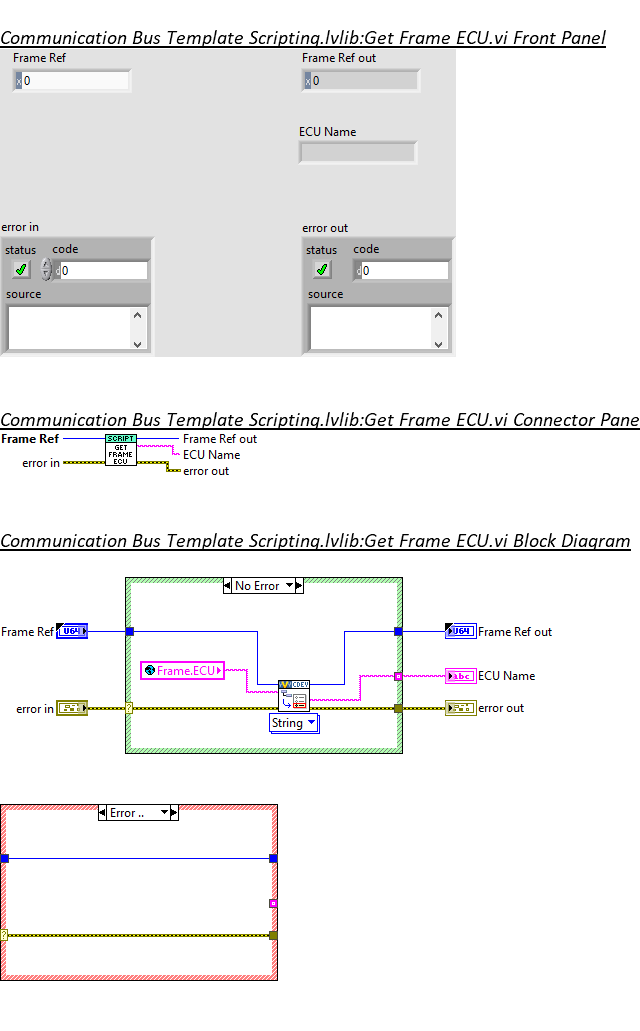 Communication Bus Template Scripting.lvlib:Get Frame ECU.vi Front Panel
Frame Ref
Frame Ref out
x 0
x 0
ECU Name
error in
error out
status code
status code
d 0
d 0
source
source
Communication Bus Template Scripting.lvlib:Get Frame ECU.vi Connector Pane
Frame Ref
SCRIPT
GET
FRAME
ECU
Frame Ref out
ECU Name
error in
error out
Communication Bus Template Scripting.lvlib:Get Frame ECU.vi Block Diagram
No Error
Frame Ref
U64
U64
Frame Ref out
Frame.ECU
abc
ECU Name
CDEV
error in
?
error out
String
Error ..
?